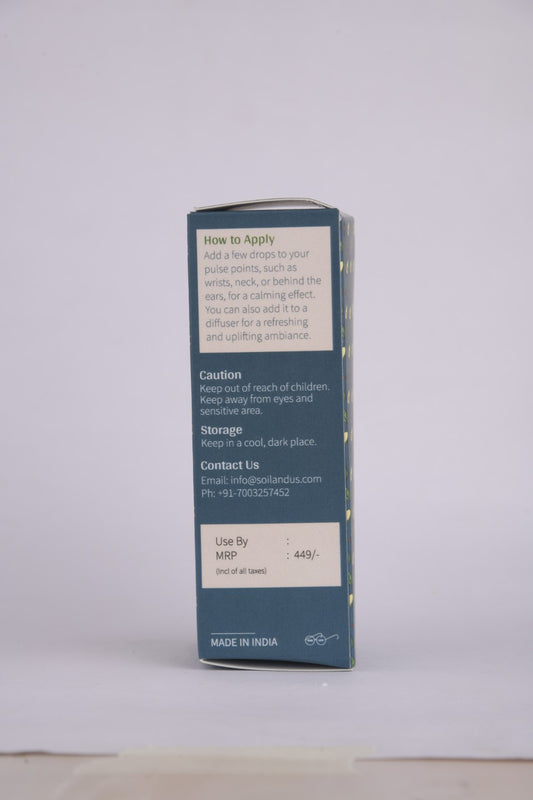 How to Apply
Add a few drops to your
pulse points, such as
wrists, neck, or behind the
ears, for a calming effect.
You can also add it to a
diffuser for a refreshing
and uplifting ambiance.
Caution
Keep out of reach of children.
Keep away from eyes and
sensitive area.
Storage
Keep in a cool, dark place.
Contact Us
Email: info@soilandus.com
Ph: +91-7003257452
Use By :
MRP : 449/-
(Incl of all taxes)
MADE IN INDIA